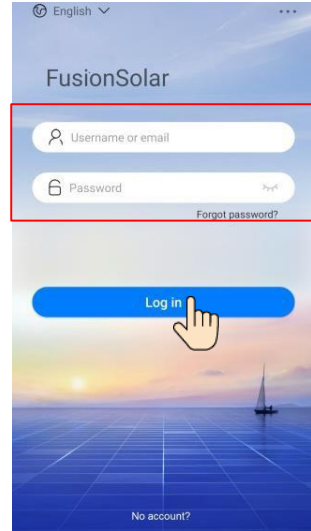 English
FusionSolar
Username or email
Password
Forgot password?
Log in
No account?